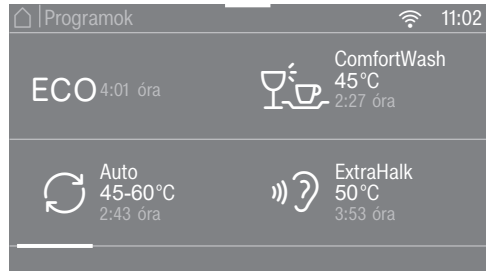 Programok
11:02
ECO 4:01 óra
ComfortWash
45°C
2:27 óra
Auto
45-60°C
2:43 óra
ExtraHalk
50°C
3:53 óra